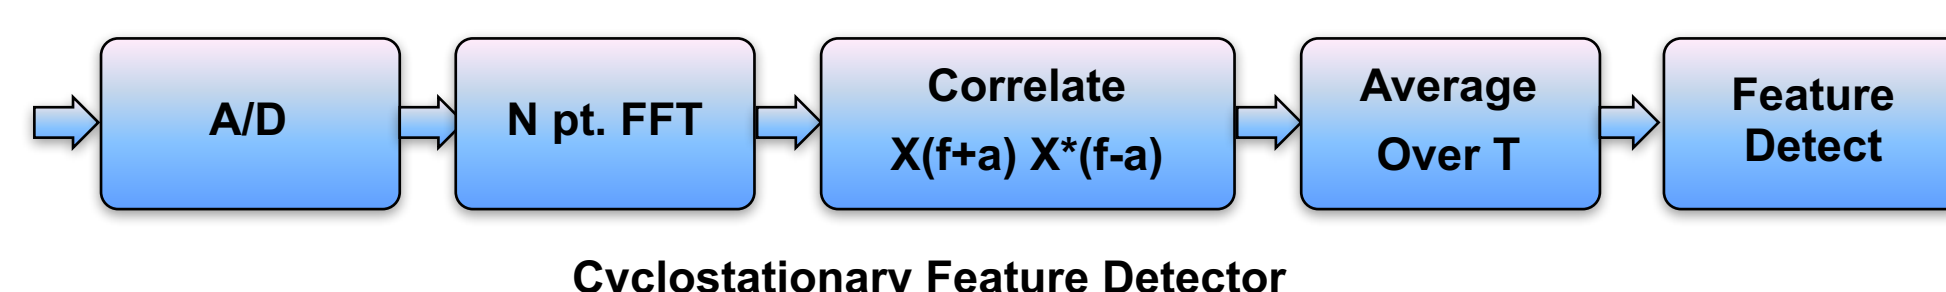 A/D
N pt. FFT
Correlate
X(f+a) X*(f-a)
Average
Over T
Feature
Detect
Cyclostationary Feature Detector